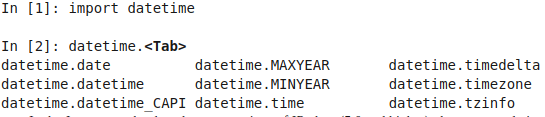 In [1]: import datetime
In [2]: datetime.<Tab>
datetime.date datetime.MAXYEAR datetime.timedelta
datetime.datetime datetime.MINYEAR datetime.timezone
datetime.datetime_CAPI datetime.time datetime.tzinfo